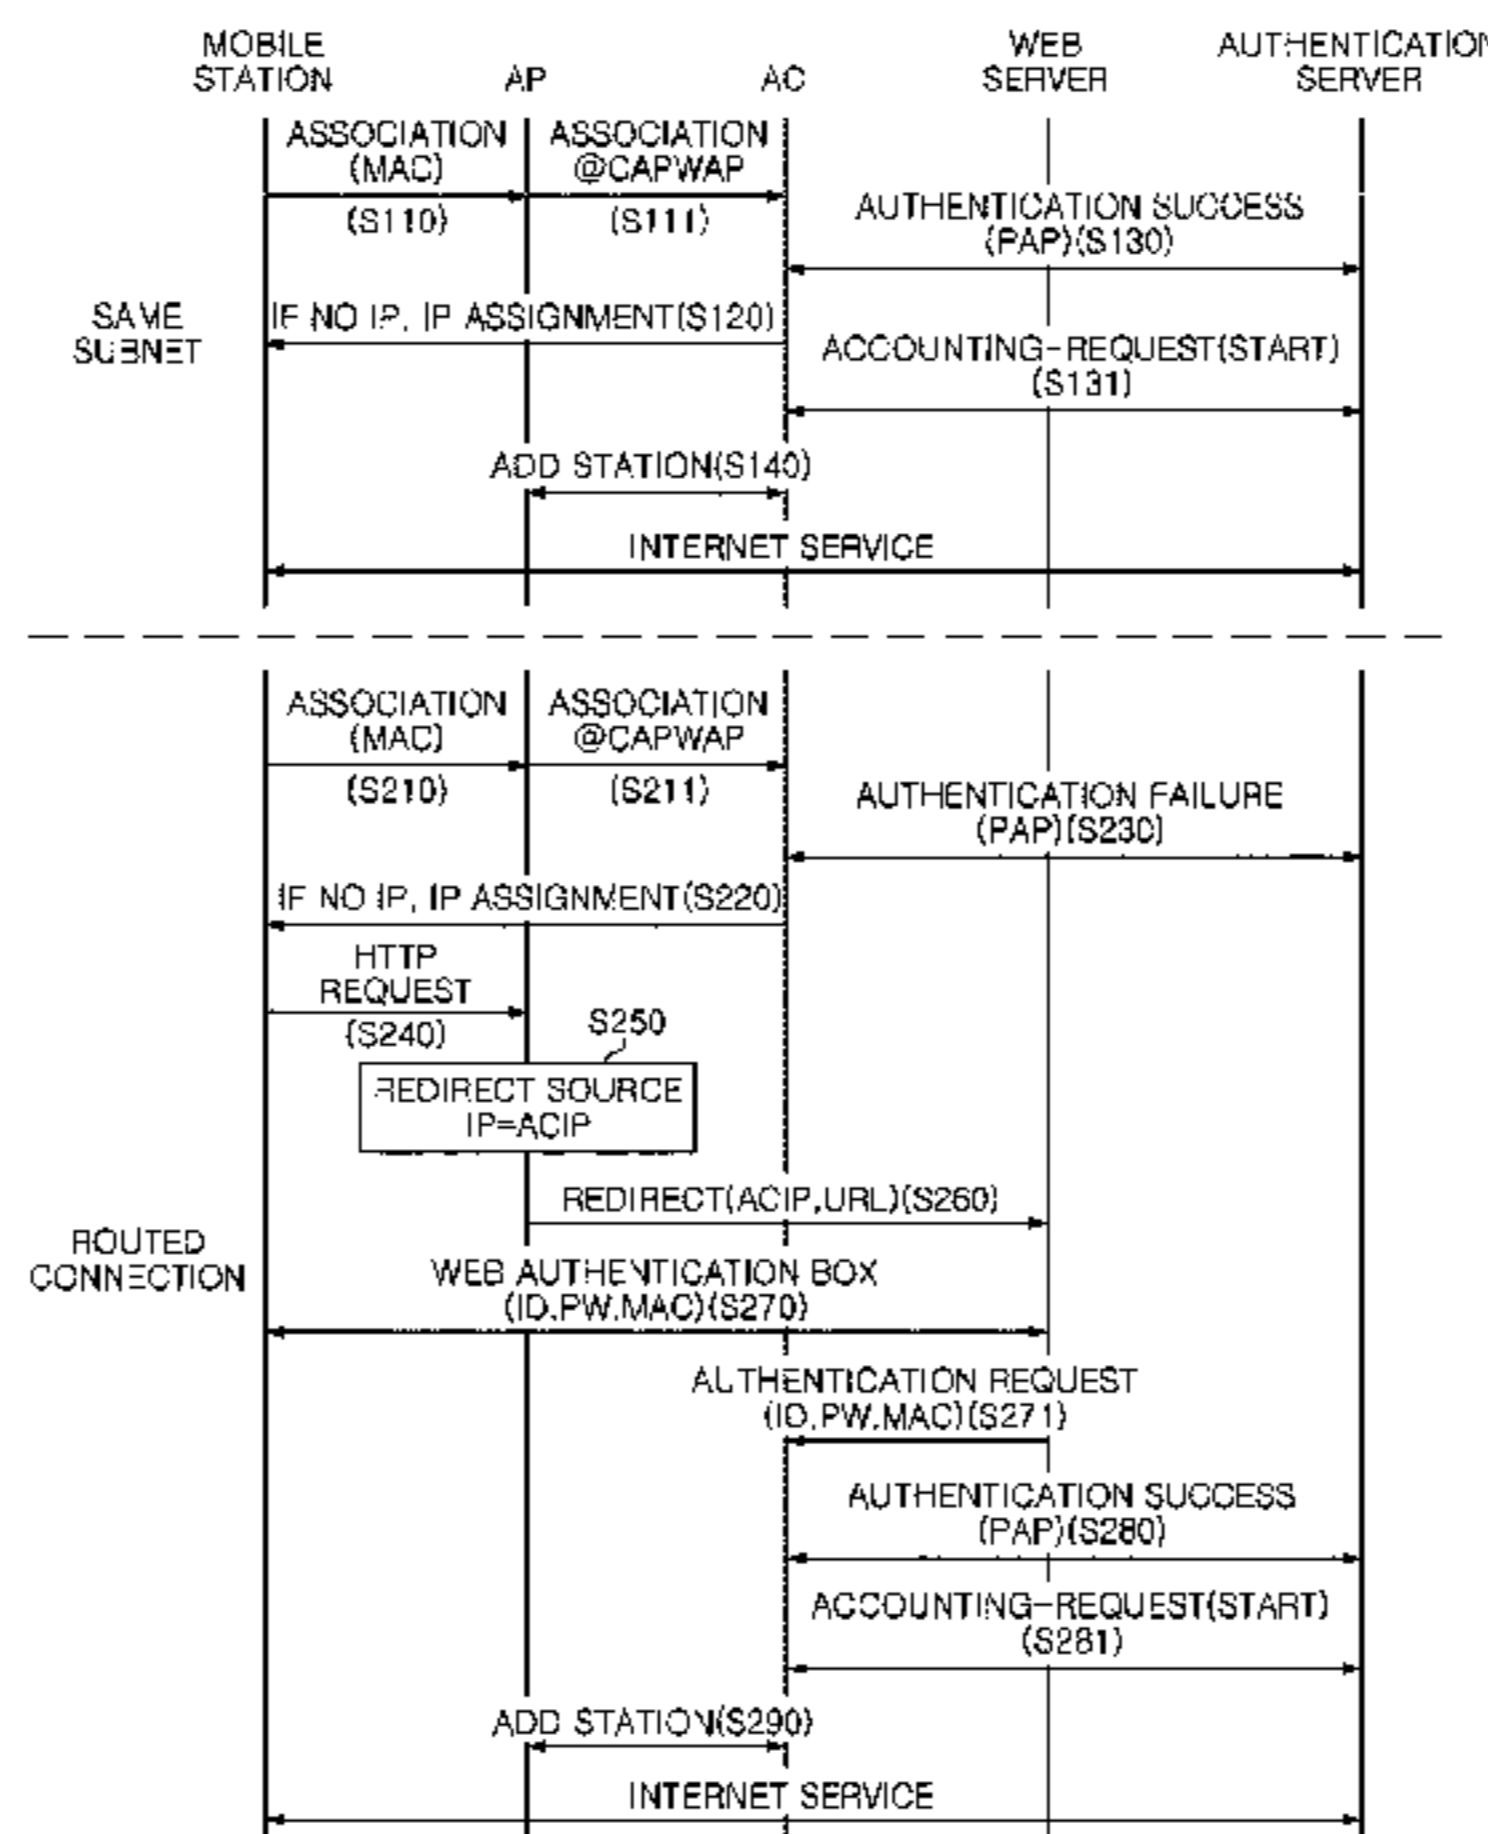 MOBILE
STATION
AP
AC
WEB
SERVER
AUTHENTICATION
SERVER
ASSOCIATION
(MAC)
(S110)
ASSOCIATION
@CAPWAP
(S111)
AUTHENTICATION SUCCESS
(PAP)(S130)
SAME
SUBNET
IF NO IP, IP ASSIGNMENT(S120)
ACCOUNTING-REQUEST(START)
(S131)
ADD STATION(S140)
INTERNET SERVICE
ASSOCIATION
(MAC)
(S210)
ASSOCIATION
@CAPWAP
(S211)
AUTHENTICATION FAILURE
(PAP)(S230)
IF NO IP, IP ASSIGNMENT(S220)
HTTP
REQUEST
(S240)
S250
REDIRECT SOURCE
IP=ACIP
REDIRECT(ACIP,URL)(S260)
ROUTED
CONNECTION
WEB AUTHENTICATION BOX
(ID,PW,MAC)(S270)
AUTHENTICATION REQUEST
(ID,PW,MAC)(S271)
AUTHENTICATION SUCCESS
(PAP)(S280)
ACCOUNTING-REQUEST(START)
(S281)
ADD STATION(S290)
INTERNET SERVICE